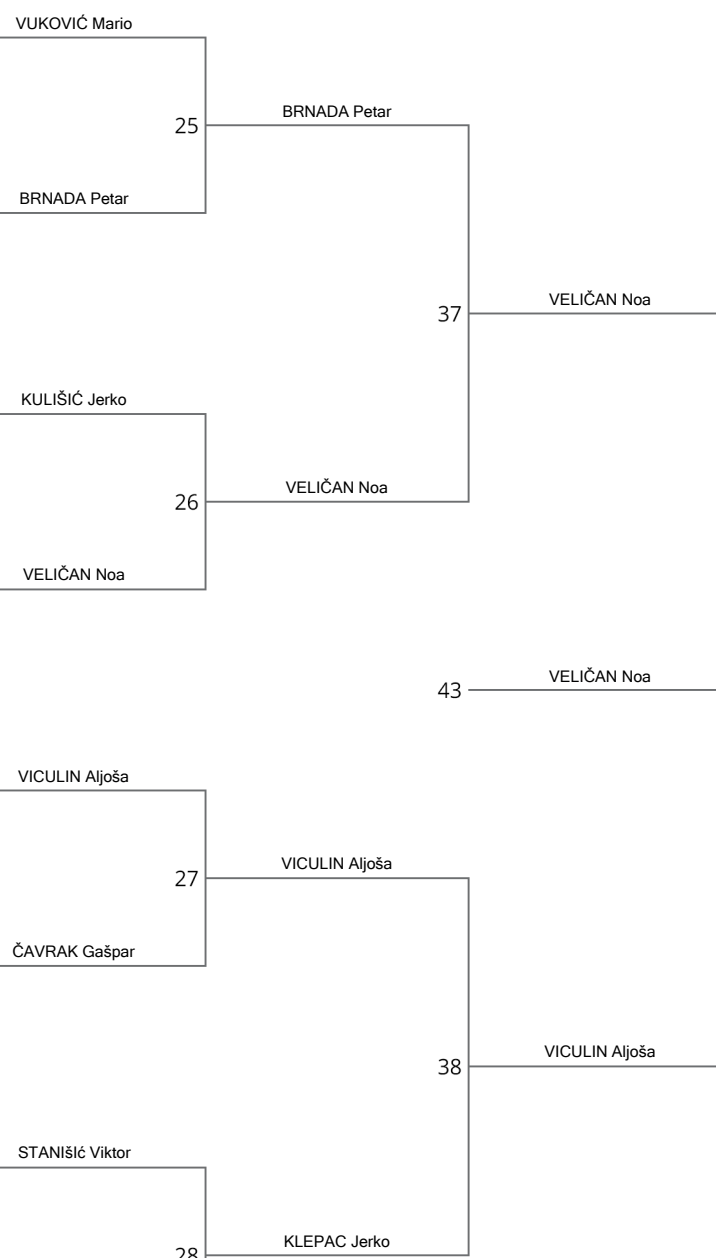 VUKOVIĆ Mario
BRNADA Petar
25
BRNADA Petar
VELIČAN Noa
37
KULIŠIĆ Jerko
VELIČAN Noa
26
VELIČAN Noa
VELIČAN Noa
43
VICULIN Aljoša
VICULIN Aljoša
27
ČAVRAK Gašpar
VICULIN Aljoša
38
STANIšIć Viktor
KLEPAC Jerko
28